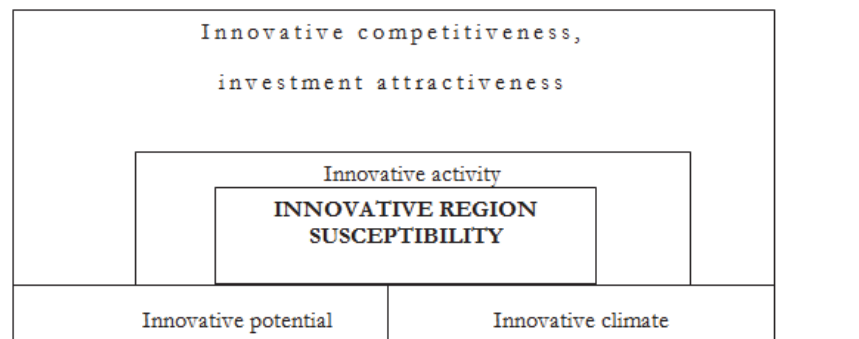 Innovative competitiveness,
investment attractiveness
Innovative activity
INNOVATIVE REGION
SUSCEPTIBILITY
Innovative potential
Innovative climate